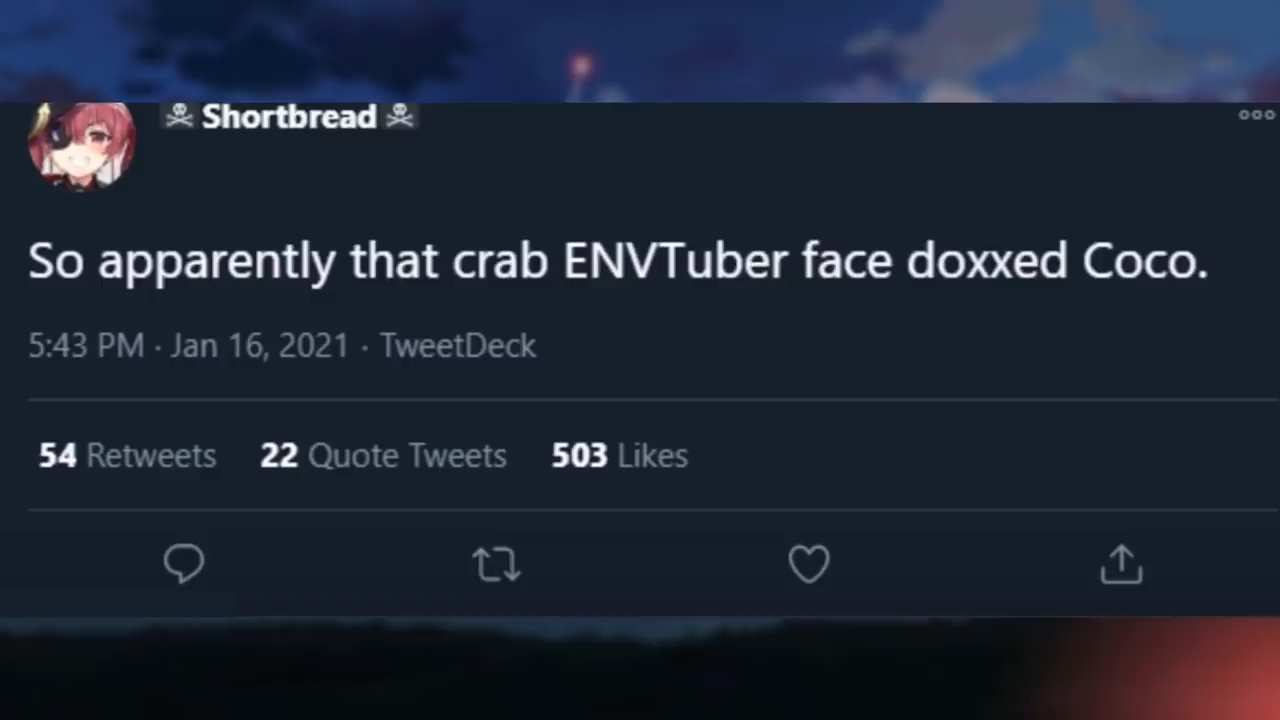 ☠ Shortbread ☠
So apparently that crab ENVTuber face doxxed Coco.
5:43 PM · Jan 16, 2021 · TweetDeck
54 Retweets 22 Quote Tweets 503 Likes